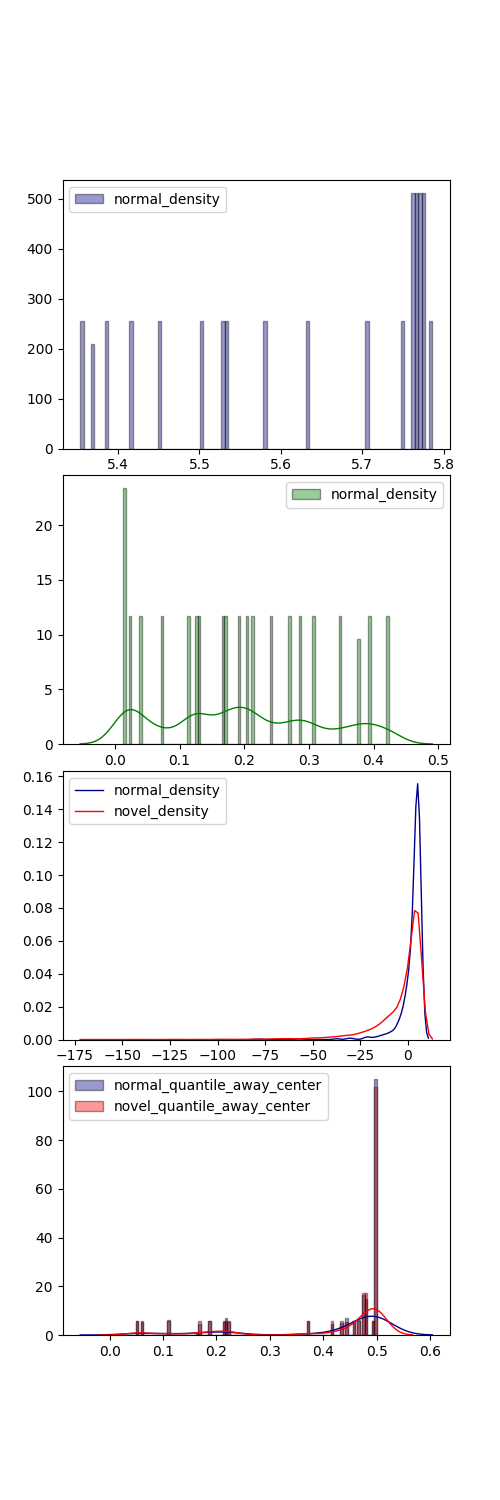 normal_density
500
400
300
200
100
0
5.4 5.5 5.6 5.7 5.8
normal_density
20
15
10
5
0
0.0 0.1 0.2 0.3 0.4 0.5
0.16
normal_density
0.14
novel_density
0.12
0.10
0.08
0.06
0.04
0.02
0.00
−175 −150 −125 −100 −75 −50 −25 0
normal_quantile_away_center
100
novel_quantile_away_center
80
60
40
20
0
0.0 0.1 0.2 0.3 0.4 0.5 0.6